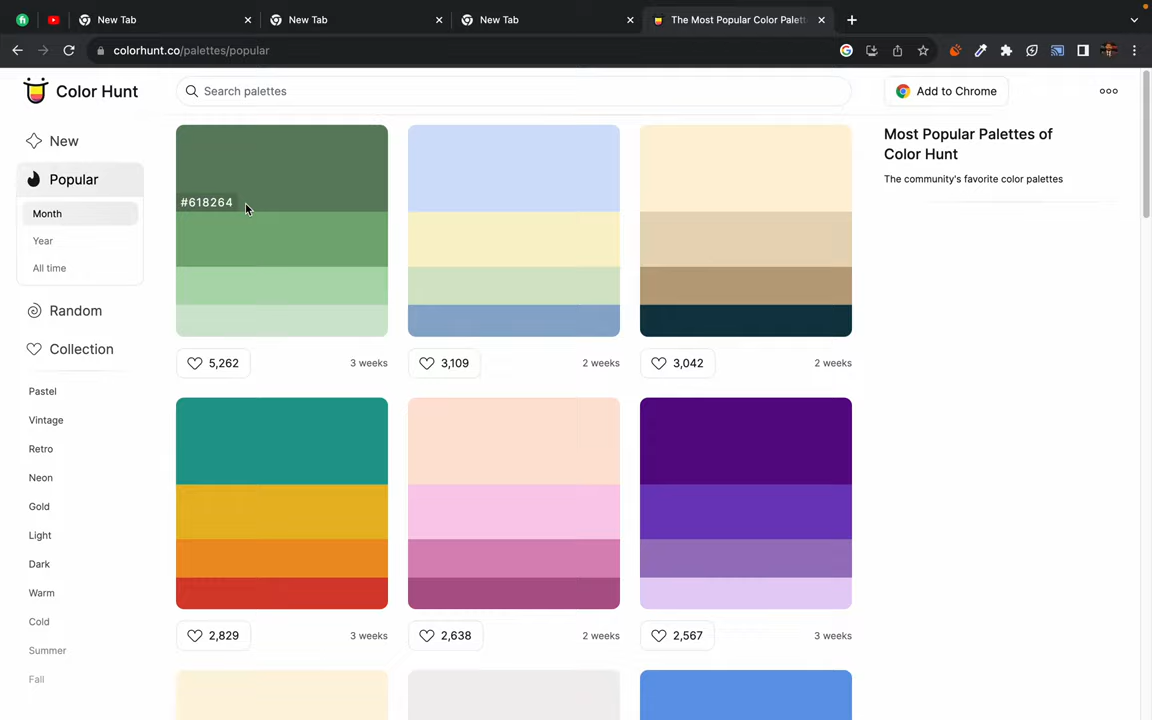 New Tab
New Tab
New Tab
The Most Popular Color Palett
colorhunt.co/palettes/popular
Color Hunt
Search palettes
Add to Chrome
New
Popular
Month
Year
All time
Random
Collection
Pastel
Vintage
Retro
Neon
Gold
Light
Dark
Warm
Cold
Summer
Fall
#618264
5,262
3 weeks
3,109
2 weeks
3,042
2 weeks
2,829
3 weeks
2,638
2 weeks
2,567
3 weeks
Most Popular Palettes of
Color Hunt
The community's favorite color palettes